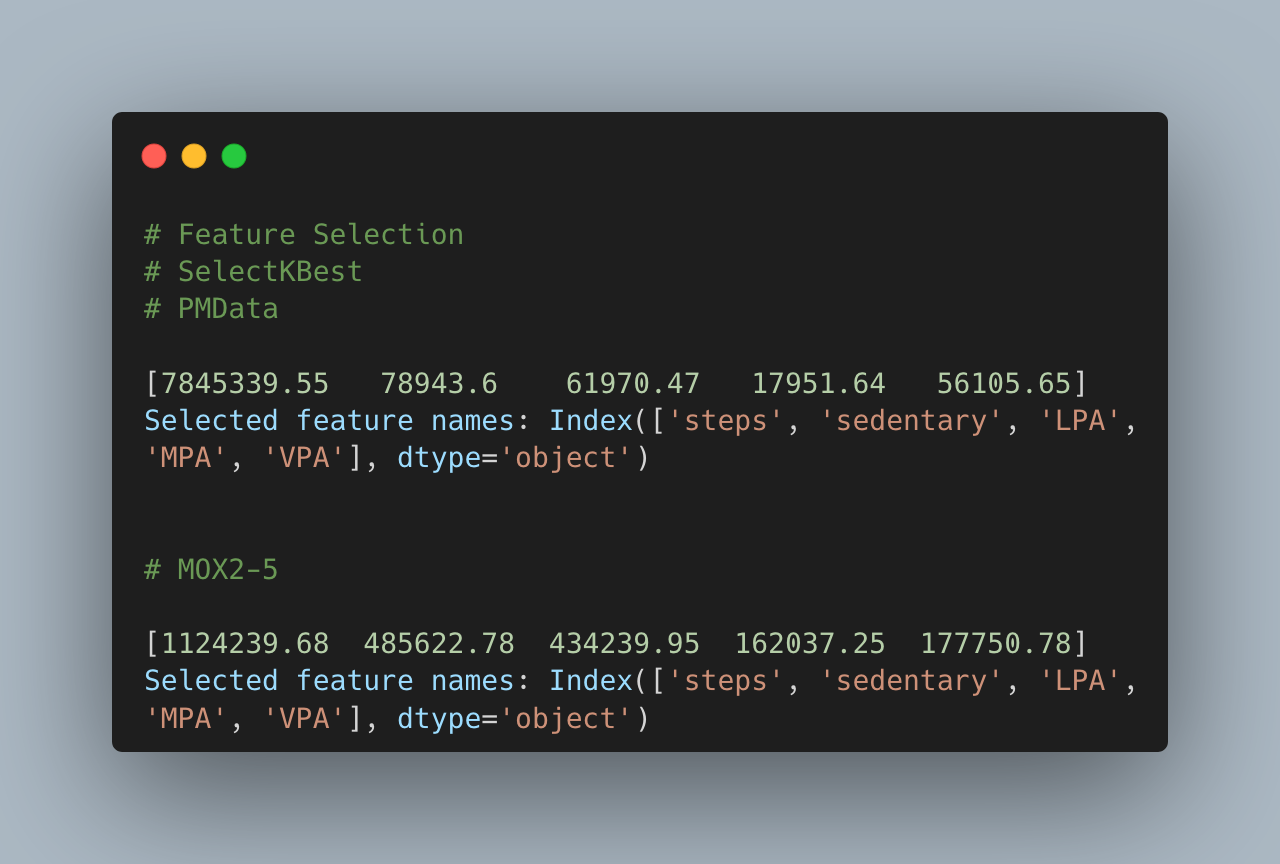 # Feature Selection
# SelectKBest
# PMData
[7845339.55   78943.6    61970.47   17951.64   56105.65]
Selected feature names: Index(['steps', 'sedentary', 'LPA',
'MPA', 'VPA'], dtype='object')
# MOX2-5
[1124239.68  485622.78  434239.95  162037.25  177750.78]
Selected feature names: Index(['steps', 'sedentary', 'LPA',
'MPA', 'VPA'], dtype='object')